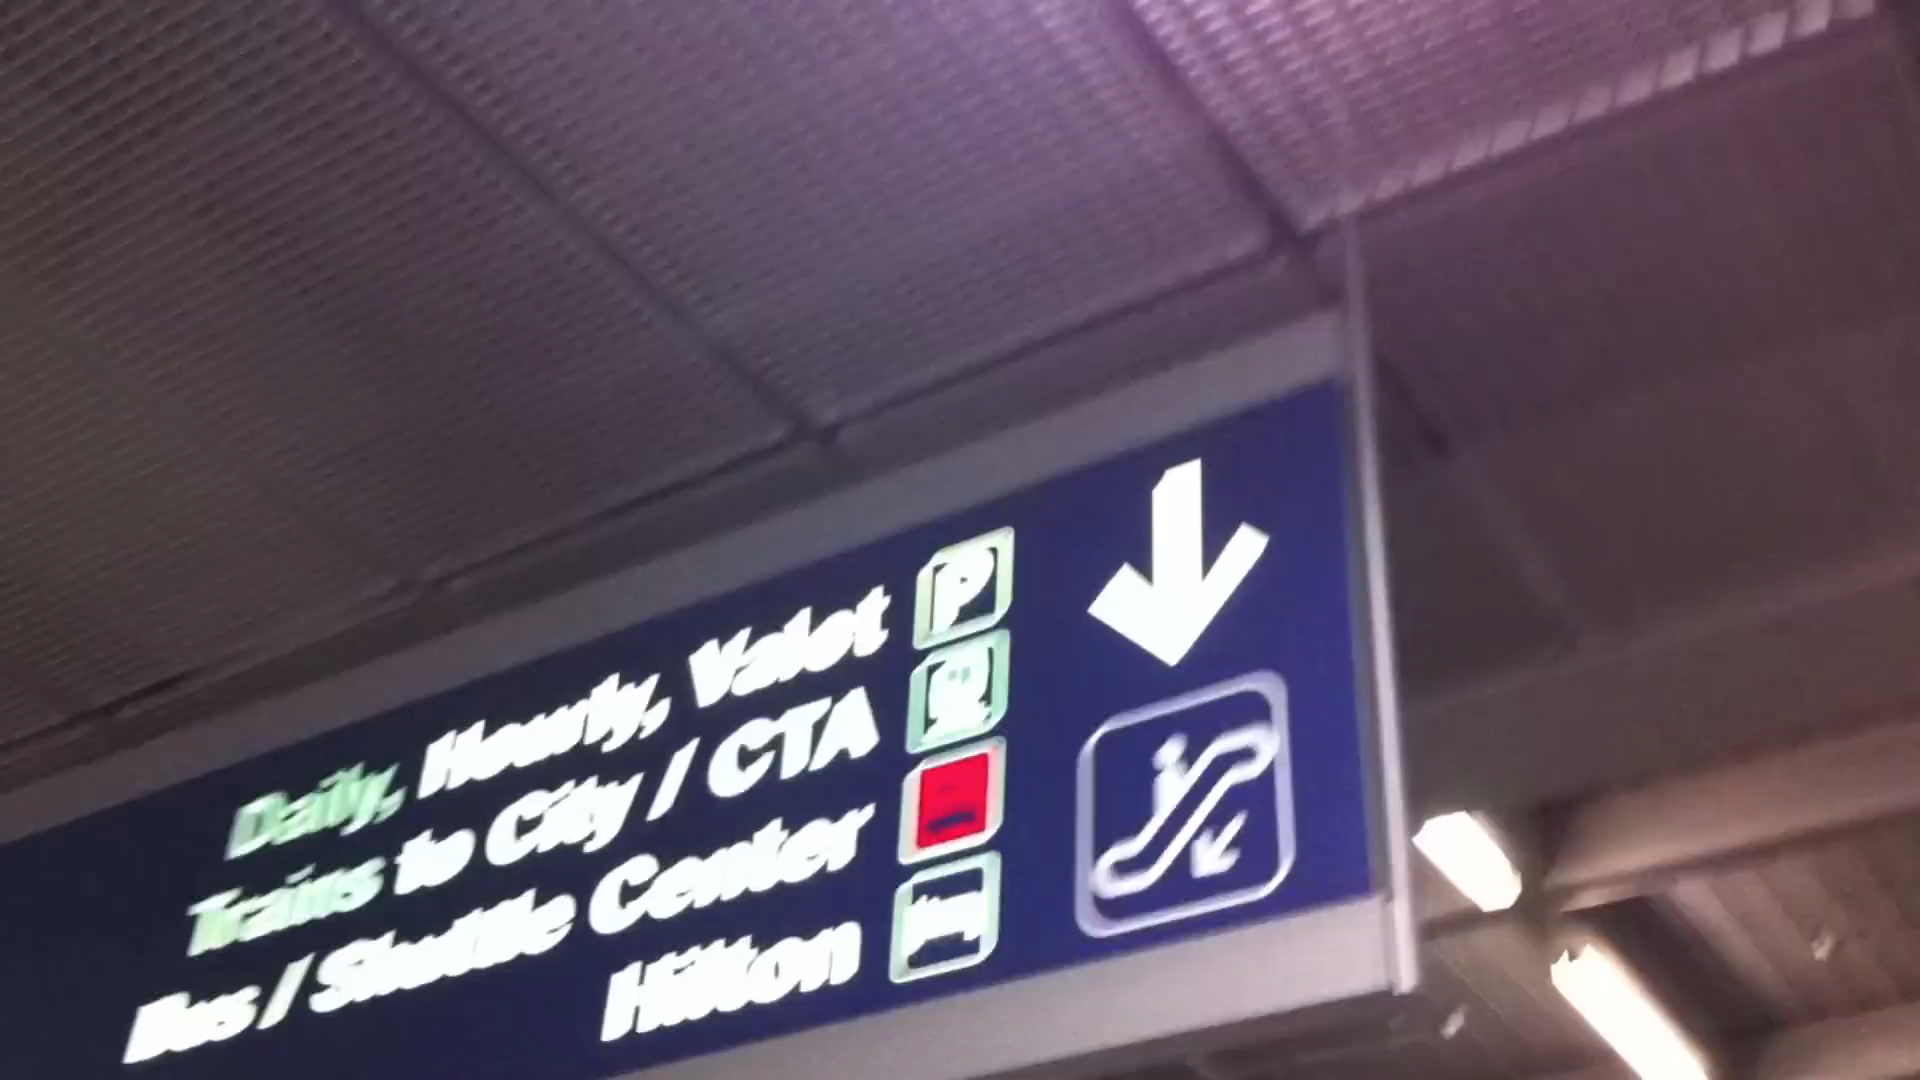 Daily, Hourly, Valet P
Trains to City / CTA
Bus / Shuttle Center
Hilton